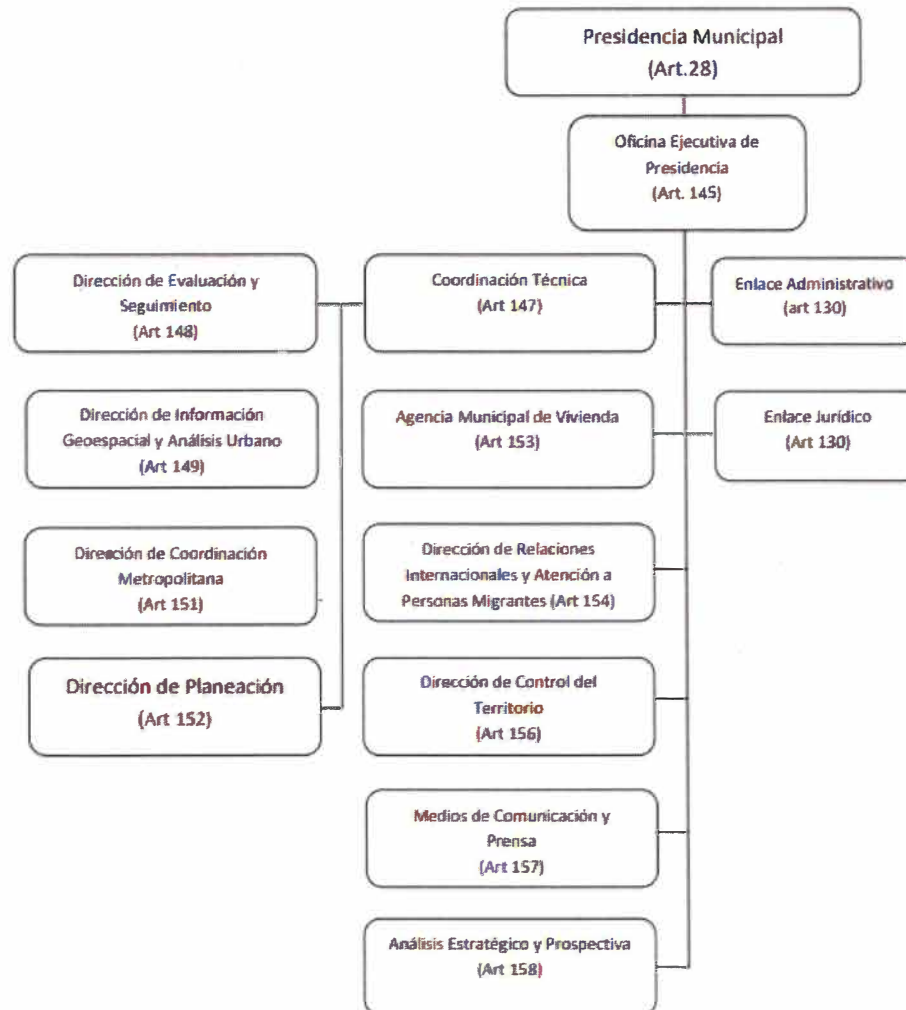 Presidencia Municipal
(Art.28)
Oficina Ejecutiva de
Presidencia
(Art. 145)
Dirección de Evaluación y
Seguimiento
(Art 148)
Coordinación Técnica
(Art 147)
Enlace Administrativo
(art 130)
Dirección de Información
Geoespacial y Análisis Urbano
(Art 149)
Agencia Municipal de Vivienda
(Art 153)
Enlace Jurídico
(Art 130)
Dirección de Coordinación
Metropolitana
(Art 151)
Dirección de Relaciones
Internacionales y Atención a
Personas Migrantes (Art 154)
Dirección de Planeación
(Art 152)
Dirección de Control del
Territorio
(Art 156)
Medios de Comunicación y
Prensa
(Art 157)
Análisis Estratégico y Prospectiva
(Art 158)